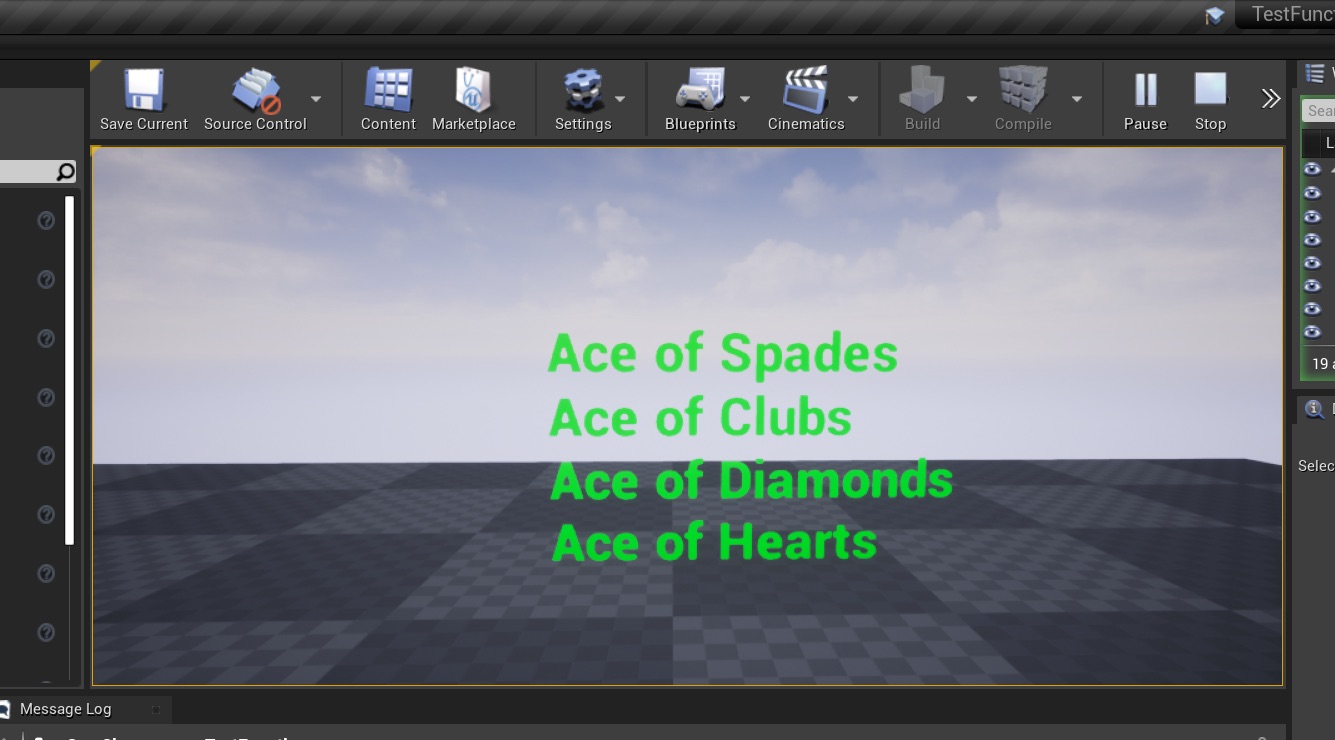 TestFunc
Save Current
Source Control
Content
Marketplace
Settings
Blueprints
Cinematics
Build
Compile
Pause
Stop
Sear
Ace of Spades
Ace of Clubs
Ace of Diamonds
Ace of Hearts
19 a
Selec
Message Log